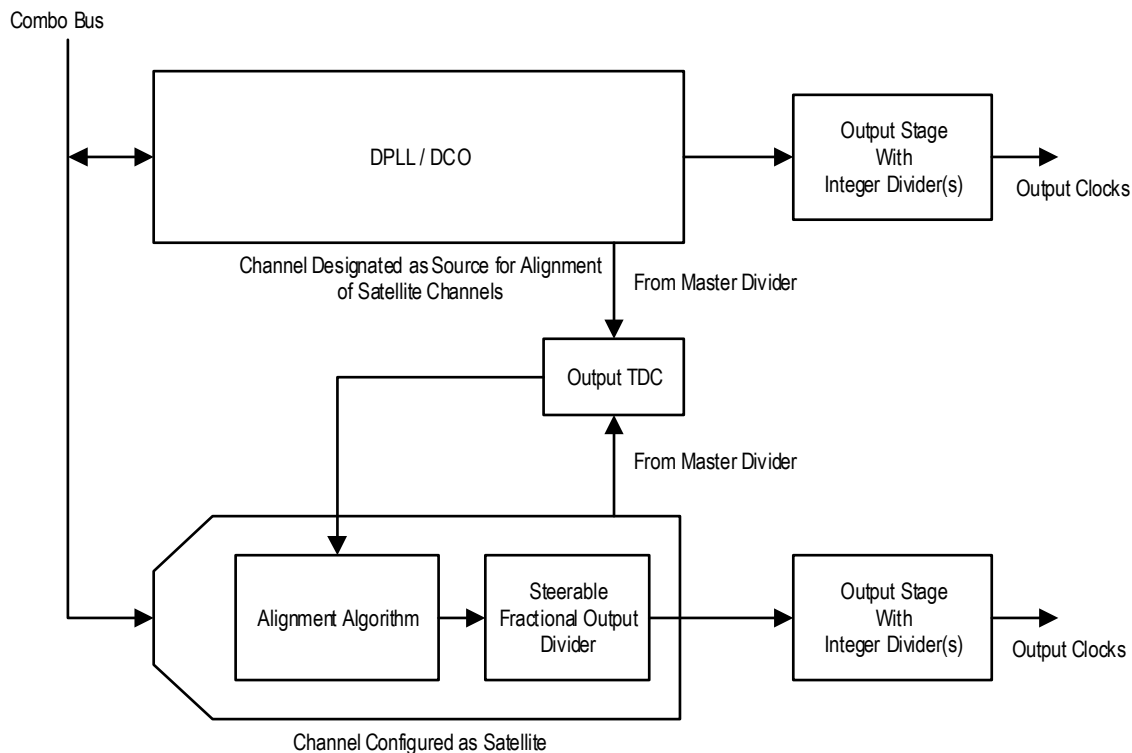 Combo Bus
DPLL / DCO
Output Stage
With
Integer Divider(s)
Output Clocks
Channel Designated as Source for Alignment
of Satellite Channels
From Master Divider
Output TDC
From Master Divider
Alignment Algorithm
Steerable
Fractional Output
Divider
Output Stage
With
Integer Divider(s)
Output Clocks
Channel Configured as Satellite